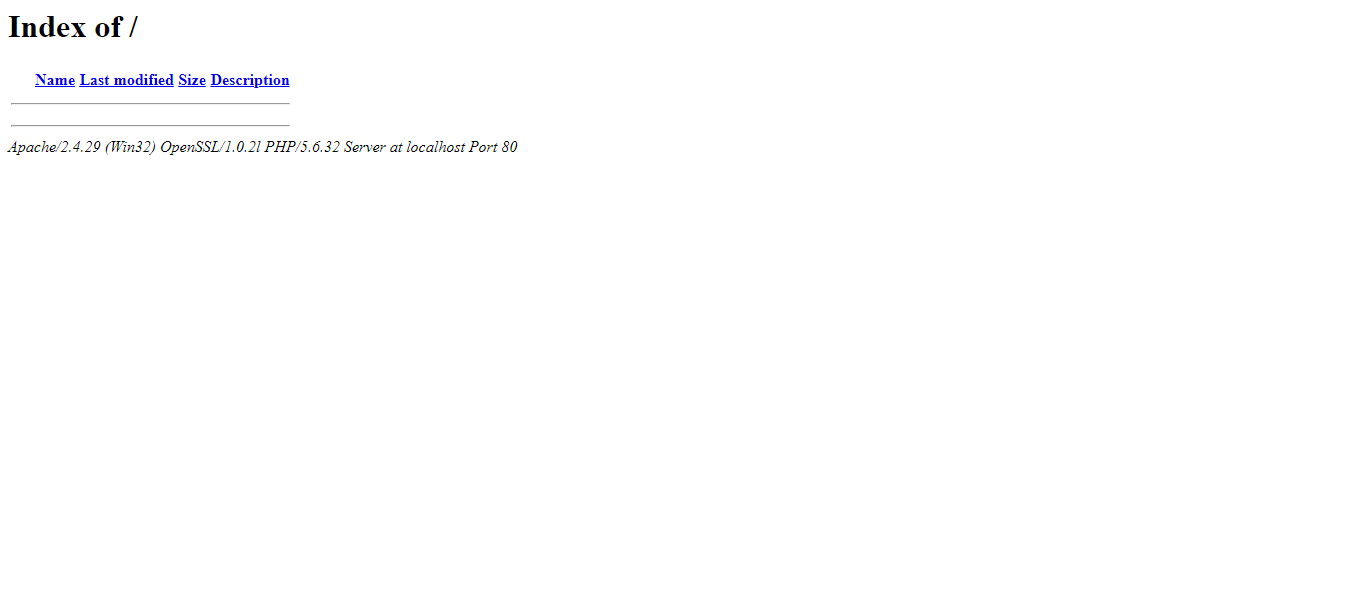 Index of /
Name Last modified Size Description
Apache/2.4.29 (Win32) OpenSSL/1.0.2l PHP/5.6.32 Server at localhost Port 80